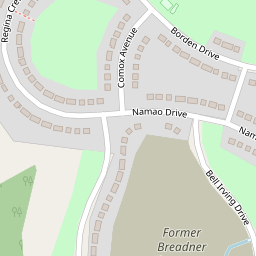 Regina Cre
Comox Avenue
Borden Drive
Namao Drive
Nam
Bell Irving Drive
Former
Breadner